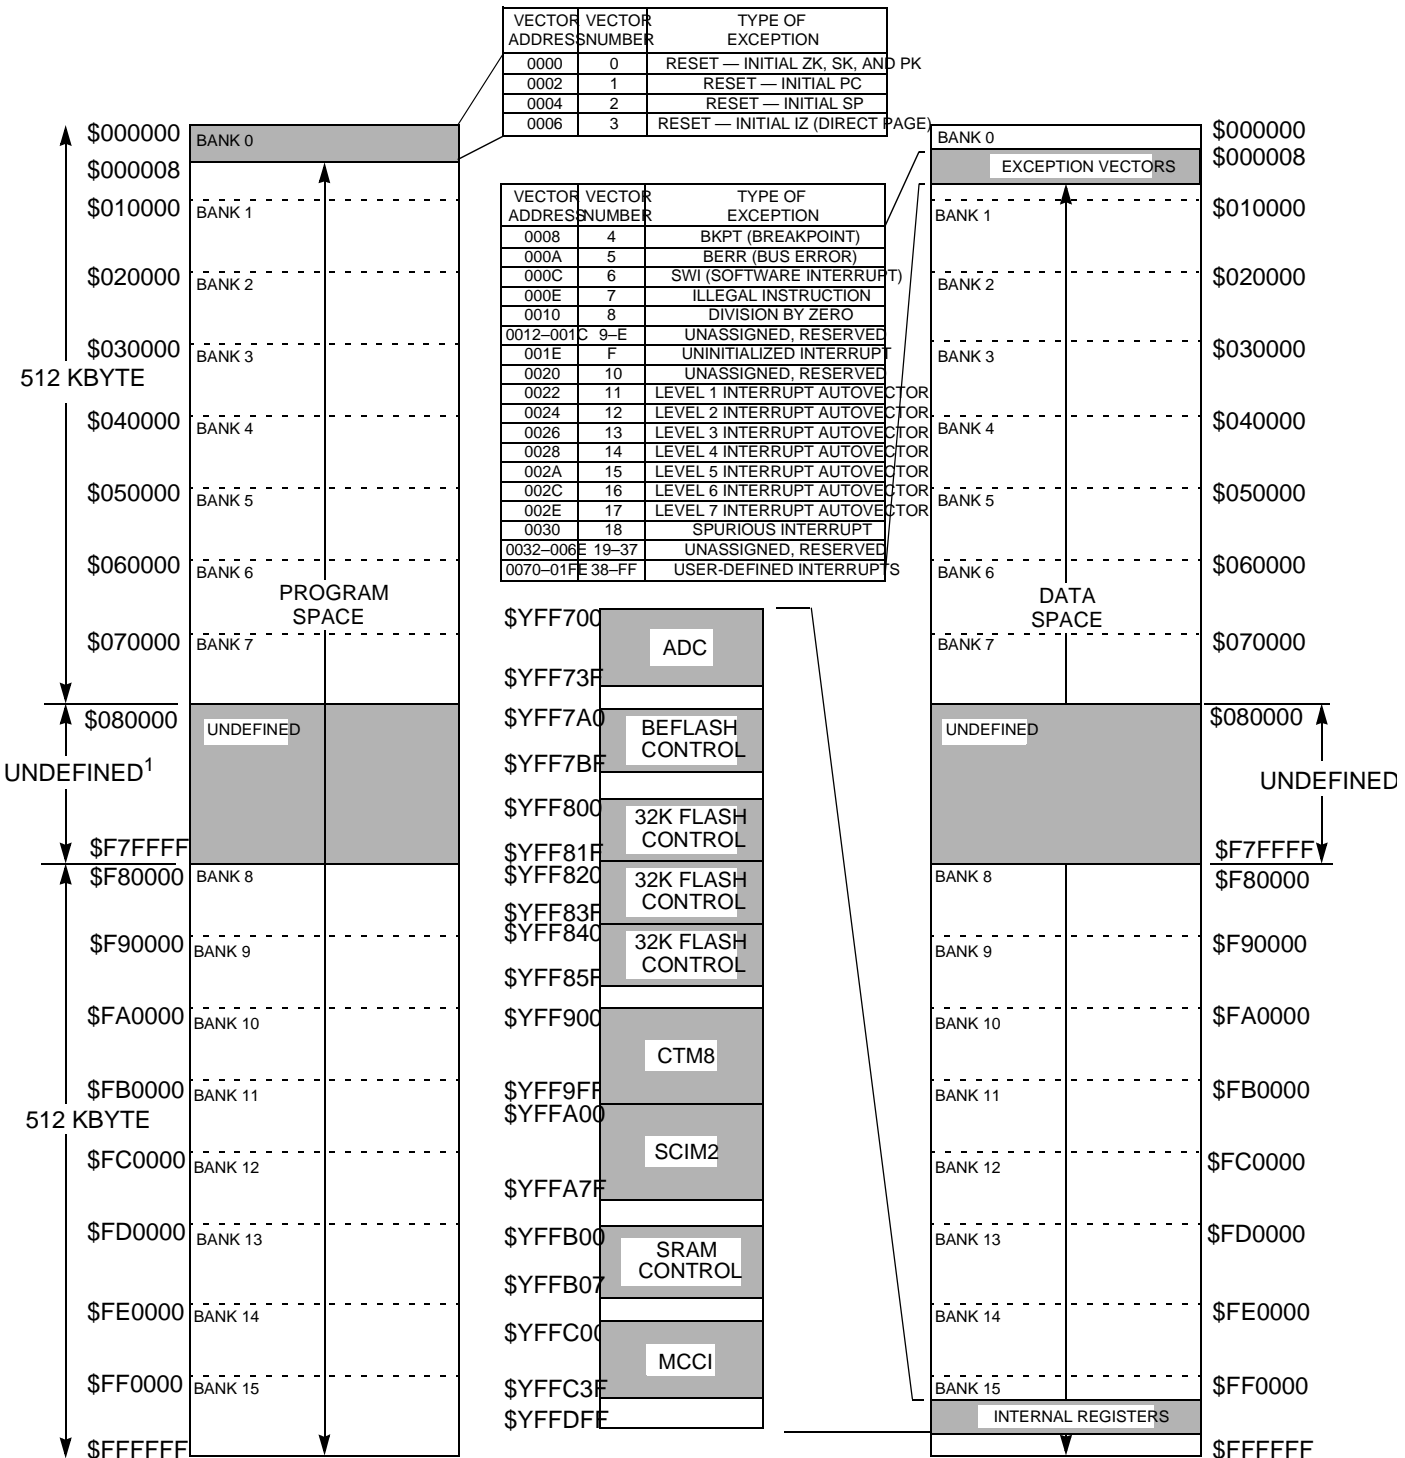 VECTOR VECTOR TYPE OF
ADDRESS NUMBER EXCEPTION
0000 0 RESET — INITIAL ZK, SK, AND PK
0002 1 RESET — INITIAL PC
0004 2 RESET — INITIAL SP
0006 3 RESET — INITIAL IZ (DIRECT PAGE)
VECTOR VECTOR TYPE OF
ADDRESS NUMBER EXCEPTION
0008 4 BKPT (BREAKPOINT)
000A 5 BERR (BUS ERROR)
000C 6 SWI (SOFTWARE INTERRUPT)
000E 7 ILLEGAL INSTRUCTION
0010 8 DIVISION BY ZERO
0012–001C 9–E UNASSIGNED, RESERVED
001E F UNINITIALIZED INTERRUPT
0020 10 UNASSIGNED, RESERVED
0022 11 LEVEL 1 INTERRUPT AUTOVECTOR
0024 12 LEVEL 2 INTERRUPT AUTOVECTOR
0026 13 LEVEL 3 INTERRUPT AUTOVECTOR
0028 14 LEVEL 4 INTERRUPT AUTOVECTOR
002A 15 LEVEL 5 INTERRUPT AUTOVECTOR
002C 16 LEVEL 6 INTERRUPT AUTOVECTOR
002E 17 LEVEL 7 INTERRUPT AUTOVECTOR
0030 18 SPURIOUS INTERRUPT
0032–006E 19–37 UNASSIGNED, RESERVED
0070–01FE 38–FF USER-DEFINED INTERRUPTS
$000000 BANK 0
$000008
$010000 BANK 1
$020000 BANK 2
$030000 BANK 3
512 KBYTE
$040000 BANK 4
$050000 BANK 5
$060000 BANK 6
PROGRAM
SPACE
$070000 BANK 7
$080000 UNDEFINED
UNDEFINED1
$F7FFFF
$F80000 BANK 8
$F90000 BANK 9
$FA0000 BANK 10
$FB0000 BANK 11
512 KBYTE
$FC0000 BANK 12
$FD0000 BANK 13
$FE0000 BANK 14
$FF0000 BANK 15
$FFFFFF
$YFF700
ADC
$YFF73F
$YFF7A0
BEFLASH
CONTROL
$YFF7BF
$YFF800
32K FLASH
CONTROL
$YFF81F
$YFF820
32K FLASH
CONTROL
$YFF83F
$YFF840
32K FLASH
CONTROL
$YFF85F
$YFF900
CTM8
$YFF9FF
$YFFA00
SCIM2
$YFFA7F
$YFFB00
SRAM
CONTROL
$YFFB07
$YFFC00
MCCI
$YFFC3F
$YFFDFF
BANK 0 $000000
EXCEPTION VECTORS $000008
BANK 1 $010000
BANK 2 $020000
BANK 3 $030000
BANK 4 $040000
BANK 5 $050000
BANK 6 $060000
DATA
SPACE
BANK 7 $070000
UNDEFINED $080000
UNDEFINED
$F7FFFF
BANK 8 $F80000
BANK 9 $F90000
BANK 10 $FA0000
BANK 11 $FB0000
BANK 12 $FC0000
BANK 13 $FD0000
BANK 14 $FE0000
BANK 15 $FF0000
INTERNAL REGISTERS
$FFFFFF